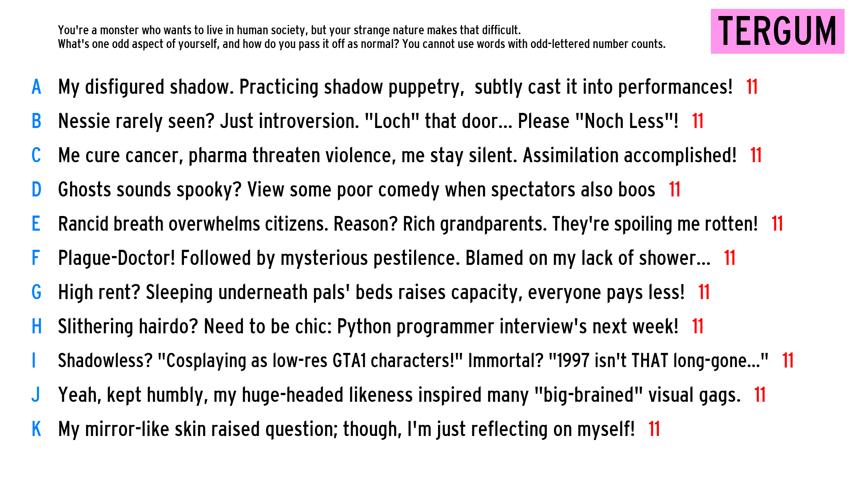 You're a monster who wants to live in human society, but your strange nature makes that difficult.
What's one odd aspect of yourself, and how do you pass it off as normal? You cannot use words with odd-lettered number counts.
TERGUM
A My disfigured shadow. Practicing shadow puppetry, subtly cast it into performances! 11
B Nessie rarely seen? Just introversion. "Loch" that door... Please "Noch Less"! 11
C Me cure cancer, pharma threaten violence, me stay silent. Assimilation accomplished! 11
D Ghosts sounds spooky? View some poor comedy when spectators also boos 11
E Rancid breath overwhelms citizens. Reason? Rich grandparents. They're spoiling me rotten! 11
F Plague-Doctor! Followed by mysterious pestilence. Blamed on my lack of shower... 11
G High rent? Sleeping underneath pals' beds raises capacity, everyone pays less! 11
H Slithering hairdo? Need to be chic: Python programmer interview's next week! 11
I Shadowless? "Cosplaying as low-res GTA1 characters!" Immortal? "1997 isn't THAT long-gone..." 11
J Yeah, kept humbly, my huge-headed likeness inspired many "big-brained" visual gags. 11
K My mirror-like skin raised question; though, I'm just reflecting on myself! 11